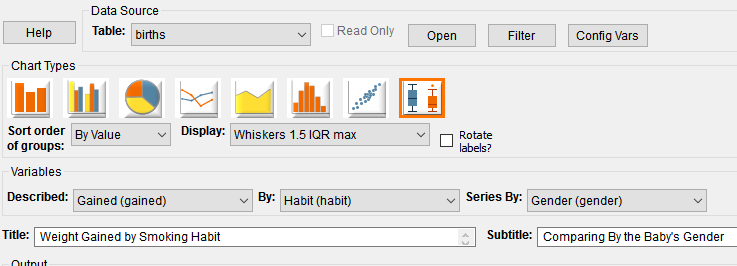 Data Source
Help
Table: births
Read Only
Open
Filter
Config Vars
Chart Types
Sort order of groups: By Value
Display: Whiskers 1.5 IQR max
Rotate labels?
Variables
Described: Gained (gained)
By: Habit (habit)
Series By: Gender (gender)
Title: Weight Gained by Smoking Habit
Subtitle: Comparing By the Baby's Gender
Output